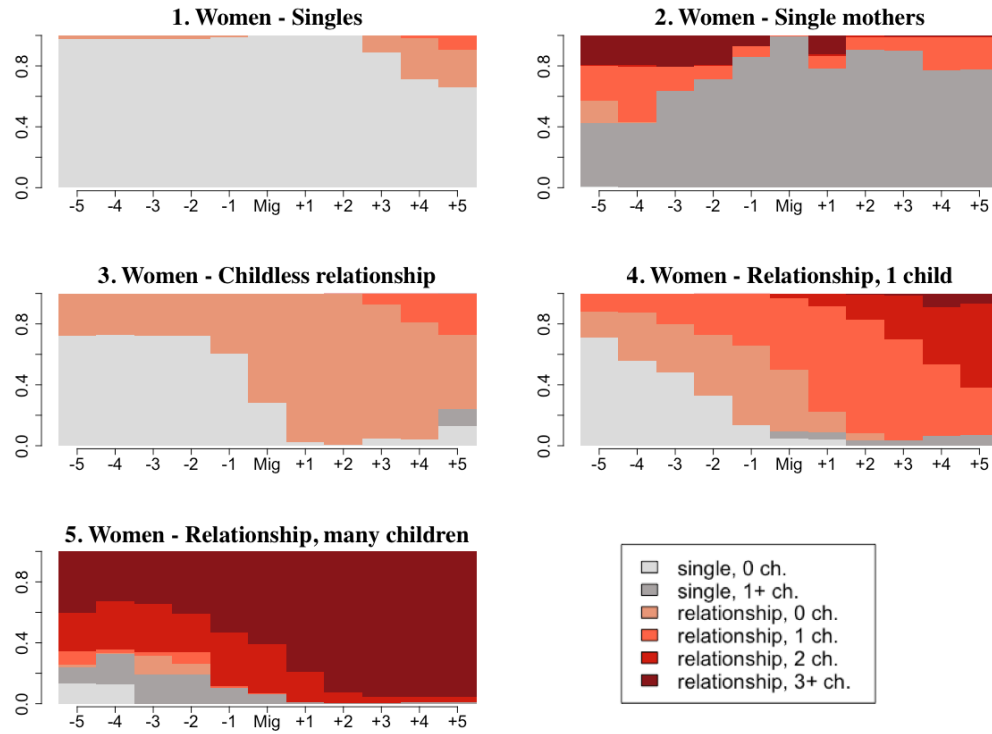 1. Women - Singles
0.0 0.4 0.8
-5 -4 -3 -2 -1 Mig +1 +2 +3 +4 +5
2. Women - Single mothers
0.0 0.4 0.8
-5 -4 -3 -2 -1 Mig +1 +2 +3 +4 +5
3. Women - Childless relationship
0.0 0.4 0.8
-5 -4 -3 -2 -1 Mig +1 +2 +3 +4 +5
4. Women - Relationship, 1 child
0.0 0.4 0.8
-5 -4 -3 -2 -1 Mig +1 +2 +3 +4 +5
5. Women - Relationship, many children
0.0 0.4 0.8
-5 -4 -3 -2 -1 Mig +1 +2 +3 +4 +5
single, 0 ch.
single, 1+ ch.
relationship, 0 ch.
relationship, 1 ch.
relationship, 2 ch.
relationship, 3+ ch.